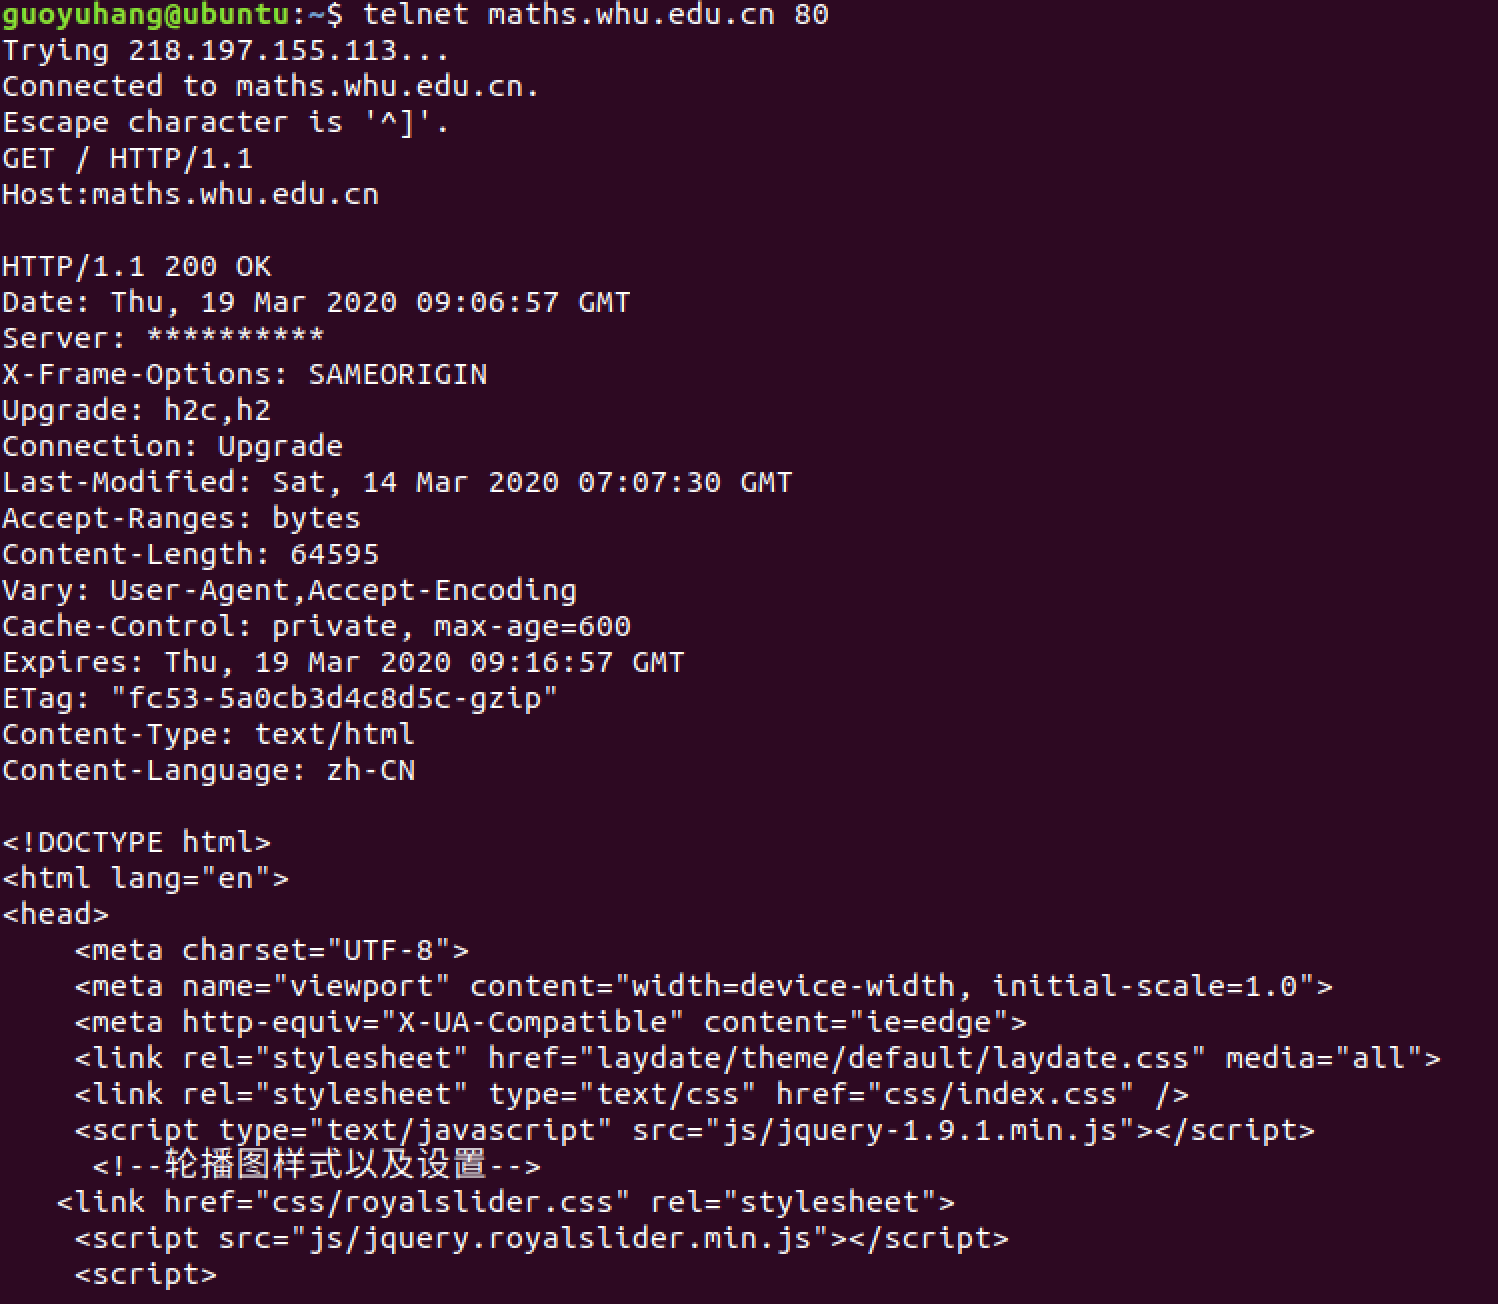 guoyuhang@ubuntu:~$ telnet maths.whu.edu.cn 80
Trying 218.197.155.113...
Connected to maths.whu.edu.cn.
Escape character is '^]'.
GET / HTTP/1.1
Host:maths.whu.edu.cn

HTTP/1.1 200 OK
Date: Thu, 19 Mar 2020 09:06:57 GMT
Server: **********
X-Frame-Options: SAMEORIGIN
Upgrade: h2c,h2
Connection: Upgrade
Last-Modified: Sat, 14 Mar 2020 07:07:30 GMT
Accept-Ranges: bytes
Content-Length: 64595
Vary: User-Agent,Accept-Encoding
Cache-Control: private, max-age=600
Expires: Thu, 19 Mar 2020 09:16:57 GMT
ETag: "fc53-5a0cb3d4c8d5c-gzip"
Content-Type: text/html
Content-Language: zh-CN

<!DOCTYPE html>
<html lang="en">
<head>
    <meta charset="UTF-8">
    <meta name="viewport" content="width=device-width, initial-scale=1.0">
    <meta http-equiv="X-UA-Compatible" content="ie=edge">
    <link rel="stylesheet" href="laydate/theme/default/laydate.css" media="all">
    <link rel="stylesheet" type="text/css" href="css/index.css" />
    <script type="text/javascript" src="js/jquery-1.9.1.min.js"></script>
     <!--轮播图样式以及设置-->
   <link href="css/royalslider.css" rel="stylesheet">
    <script src="js/jquery.royalslider.min.js"></script>
    <script>